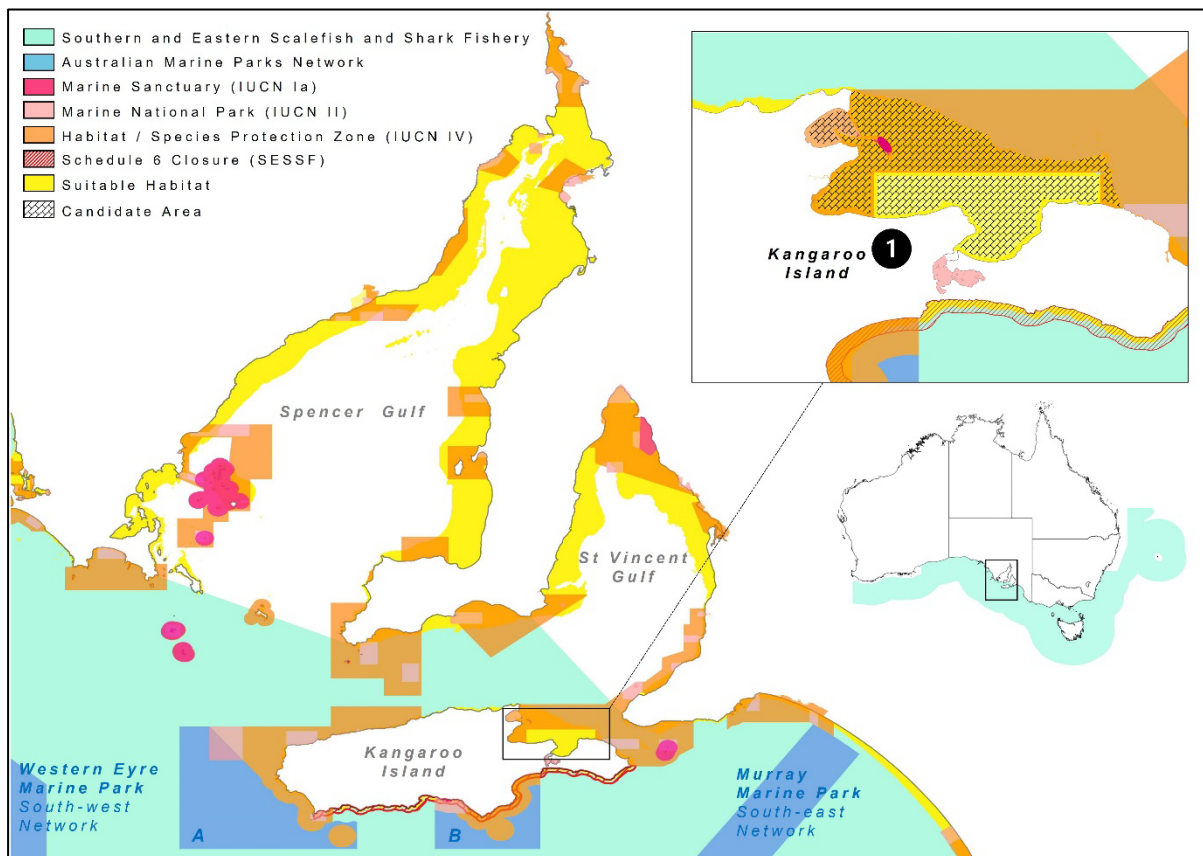 Southern and Eastern Scalefish and Shark Fishery
Australian Marine Parks Network
Marine Sanctuary (IUCN Ia)
Marine National Park (IUCN II)
Habitat / Species Protection Zone (IUCN IV)
Schedule 6 Closure (SESSF)
Suitable Habitat
Candidate Area
Kangaroo
Island
1
Spencer Gulf
St Vincent
Gulf
Kangaroo
Island
Western Eyre
Marine Park
South-west
Network
A
B
Murray
Marine Park
South-east
Network